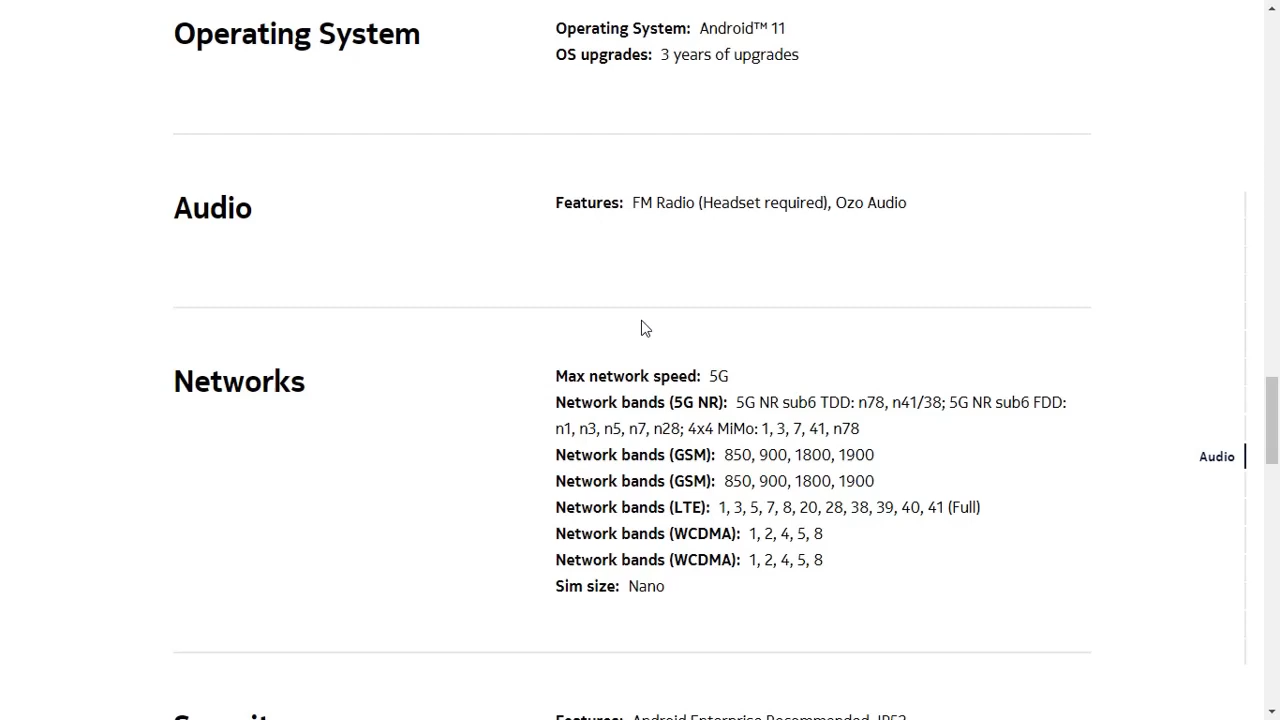 Operating System
Operating System: Android™ 11
OS upgrades: 3 years of upgrades
Audio
Features: FM Radio (Headset required), Ozo Audio
Networks
Max network speed: 5G
Network bands (5G NR): 5G NR sub6 TDD: n78, n41/38; 5G NR sub6 FDD:
n1, n3, n5, n7, n28; 4x4 MiMo: 1, 3, 7, 41, n78
Network bands (GSM): 850, 900, 1800, 1900
Network bands (GSM): 850, 900, 1800, 1900
Network bands (LTE): 1, 3, 5, 7, 8, 20, 28, 38, 39, 40, 41 (Full)
Network bands (WCDMA): 1, 2, 4, 5, 8
Network bands (WCDMA): 1, 2, 4, 5, 8
Sim size: Nano
Audio
Features: Android Enterprise Recommended, IP52